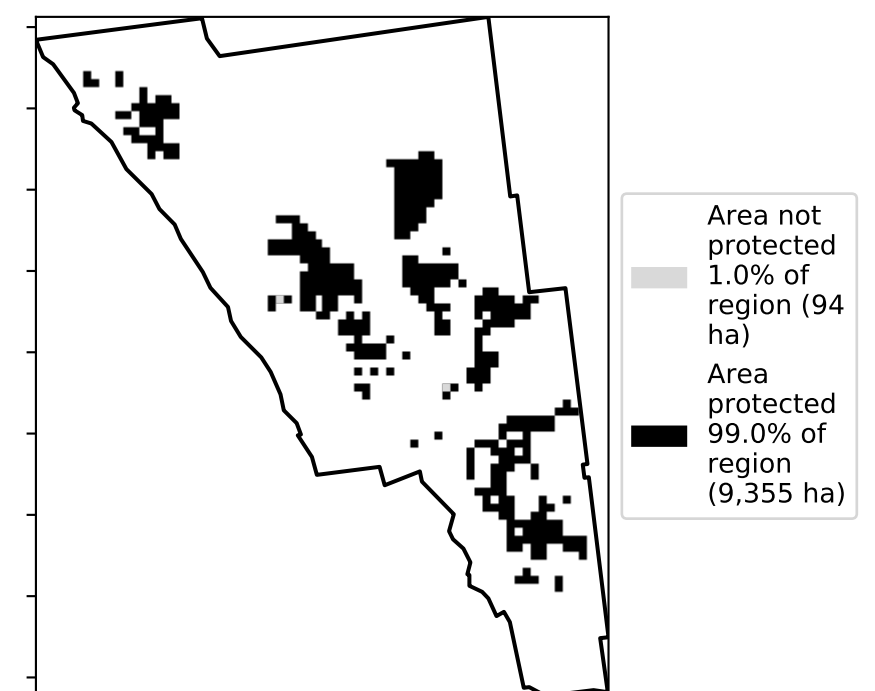 Area not
protected
1.0% of
region (94
ha)
Area
protected
99.0% of
region
(9,355 ha)